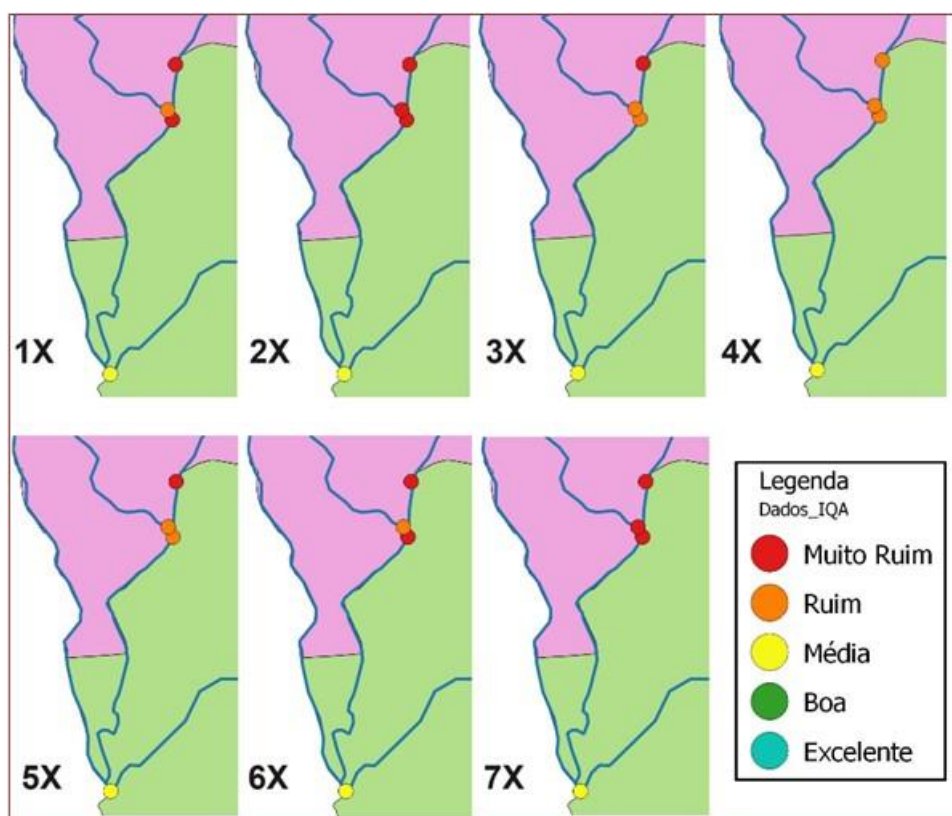 1X
2X
3X
4X
5X
6X
7X
Legenda
Dados_IQA
Muito Ruim
Ruim
Média
Boa
Excelente